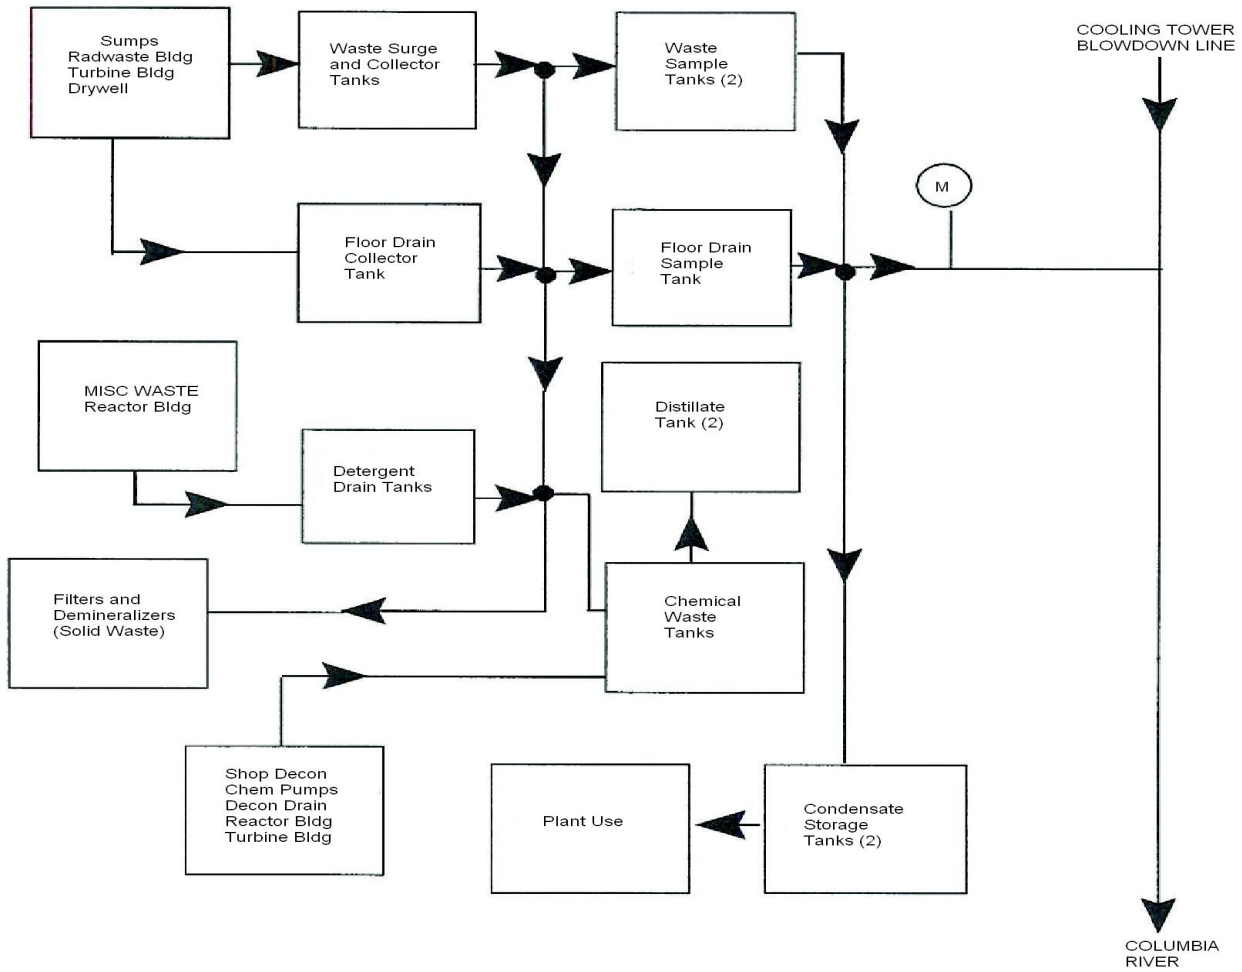 Sumps
Radwaste Bldg
Turbine Bldg
Drywell
Waste Surge
and Collector
Tanks
Waste
Sample
Tanks (2)
COOLING TOWER
BLOWDOWN LINE
M
Floor Drain
Collector
Tank
Floor Drain
Sample
Tank
MISC WASTE
Reactor Bldg
Distillate
Tank (2)
Detergent
Drain Tanks
Filters and
Demineralizers
(Solid Waste)
Chemical
Waste
Tanks
Shop Decon
Chem Pumps
Decon Drain
Reactor Bldg
Turbine Bldg
Plant Use
Condensate
Storage
Tanks (2)
COLUMBIA
RIVER